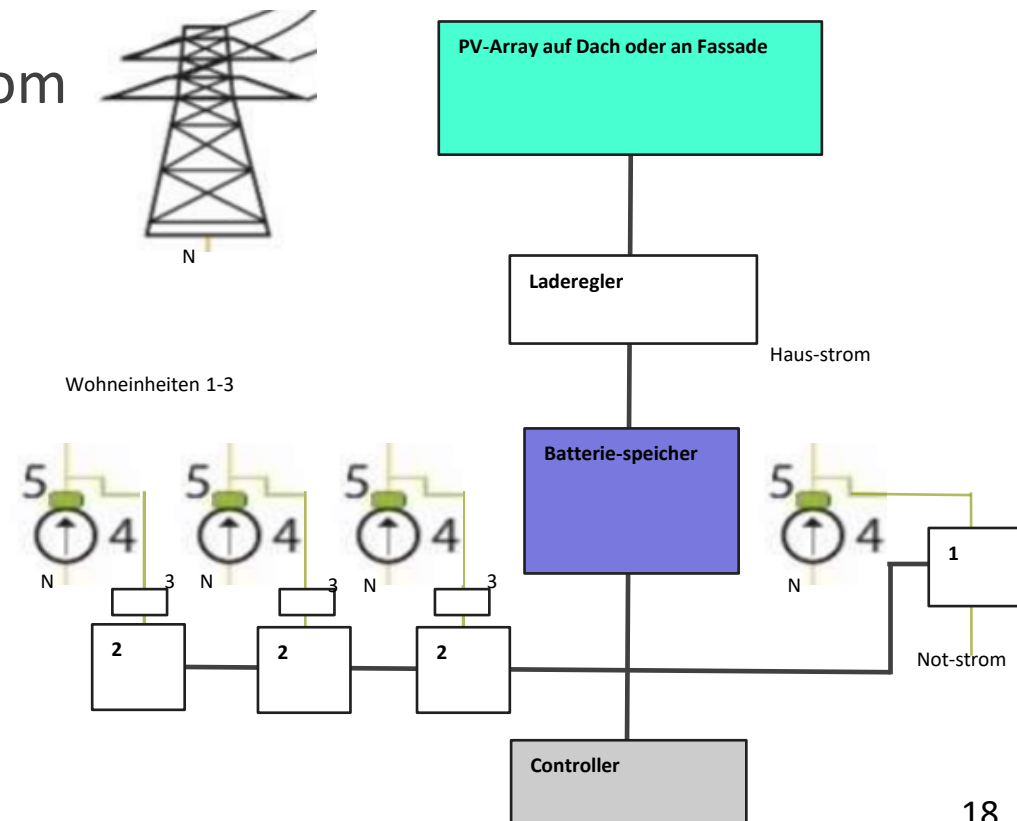 om
PV-Array auf Dach oder an Fassade
N
Laderegler
Haus-strom
Wohneinheiten 1-3
Batterie-speicher
5 5 5 5
4 4 4 4
1
N 3 N 3 N 3 N
2 2 2
Not-strom
Controller
18